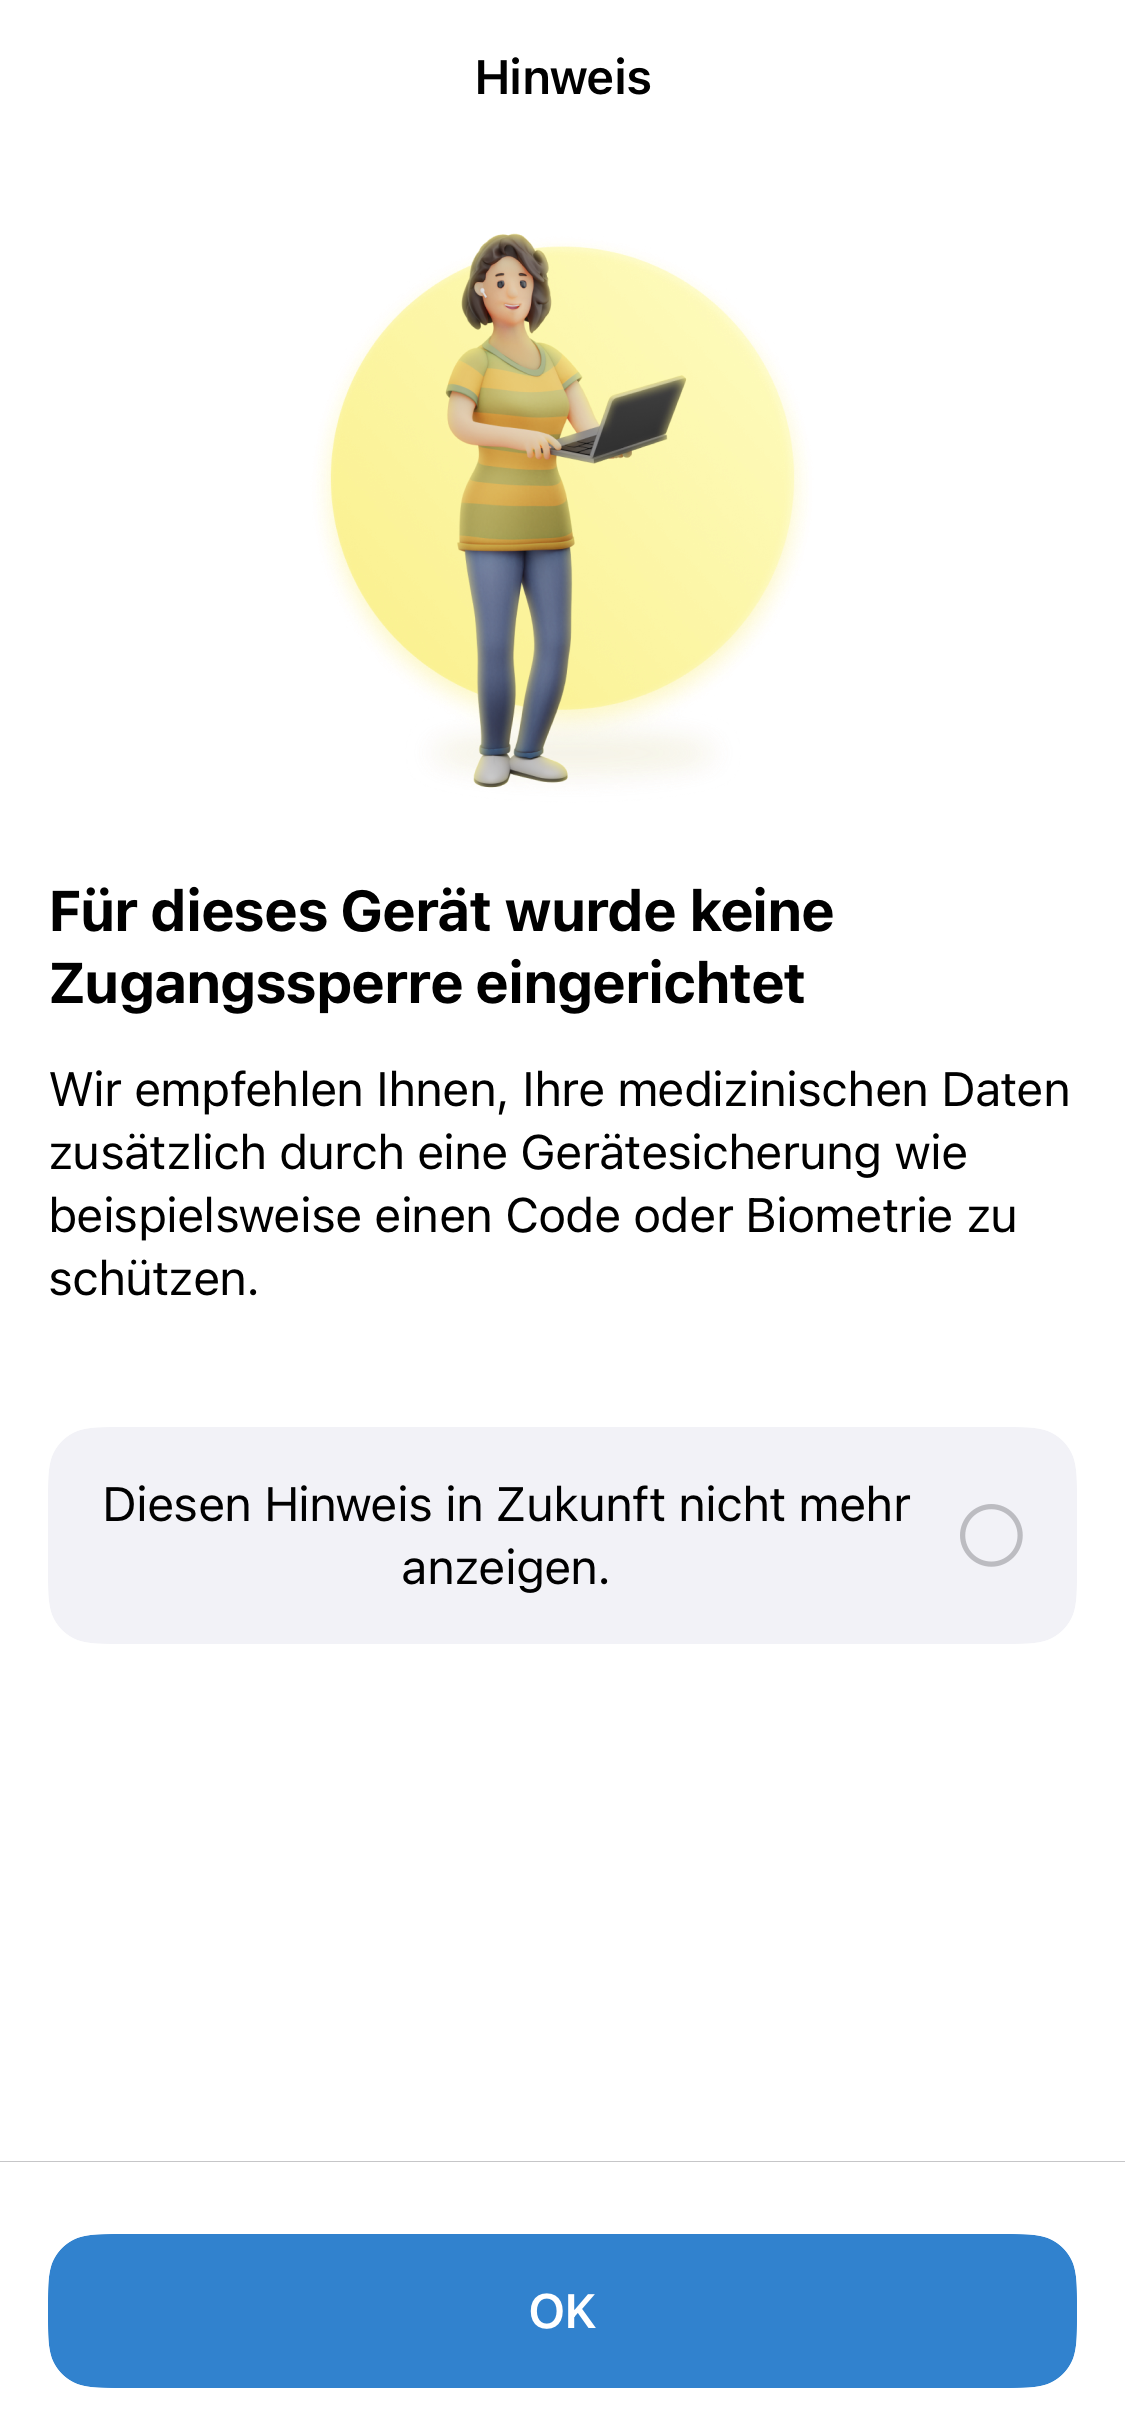 Hinweis
Für dieses Gerät wurde keine
Zugangssperre eingerichtet
Wir empfehlen Ihnen, Ihre medizinischen Daten
zusätzlich durch eine Gerätesicherung wie
beispielsweise einen Code oder Biometrie zu
schützen.
Diesen Hinweis in Zukunft nicht mehr
anzeigen.
OK